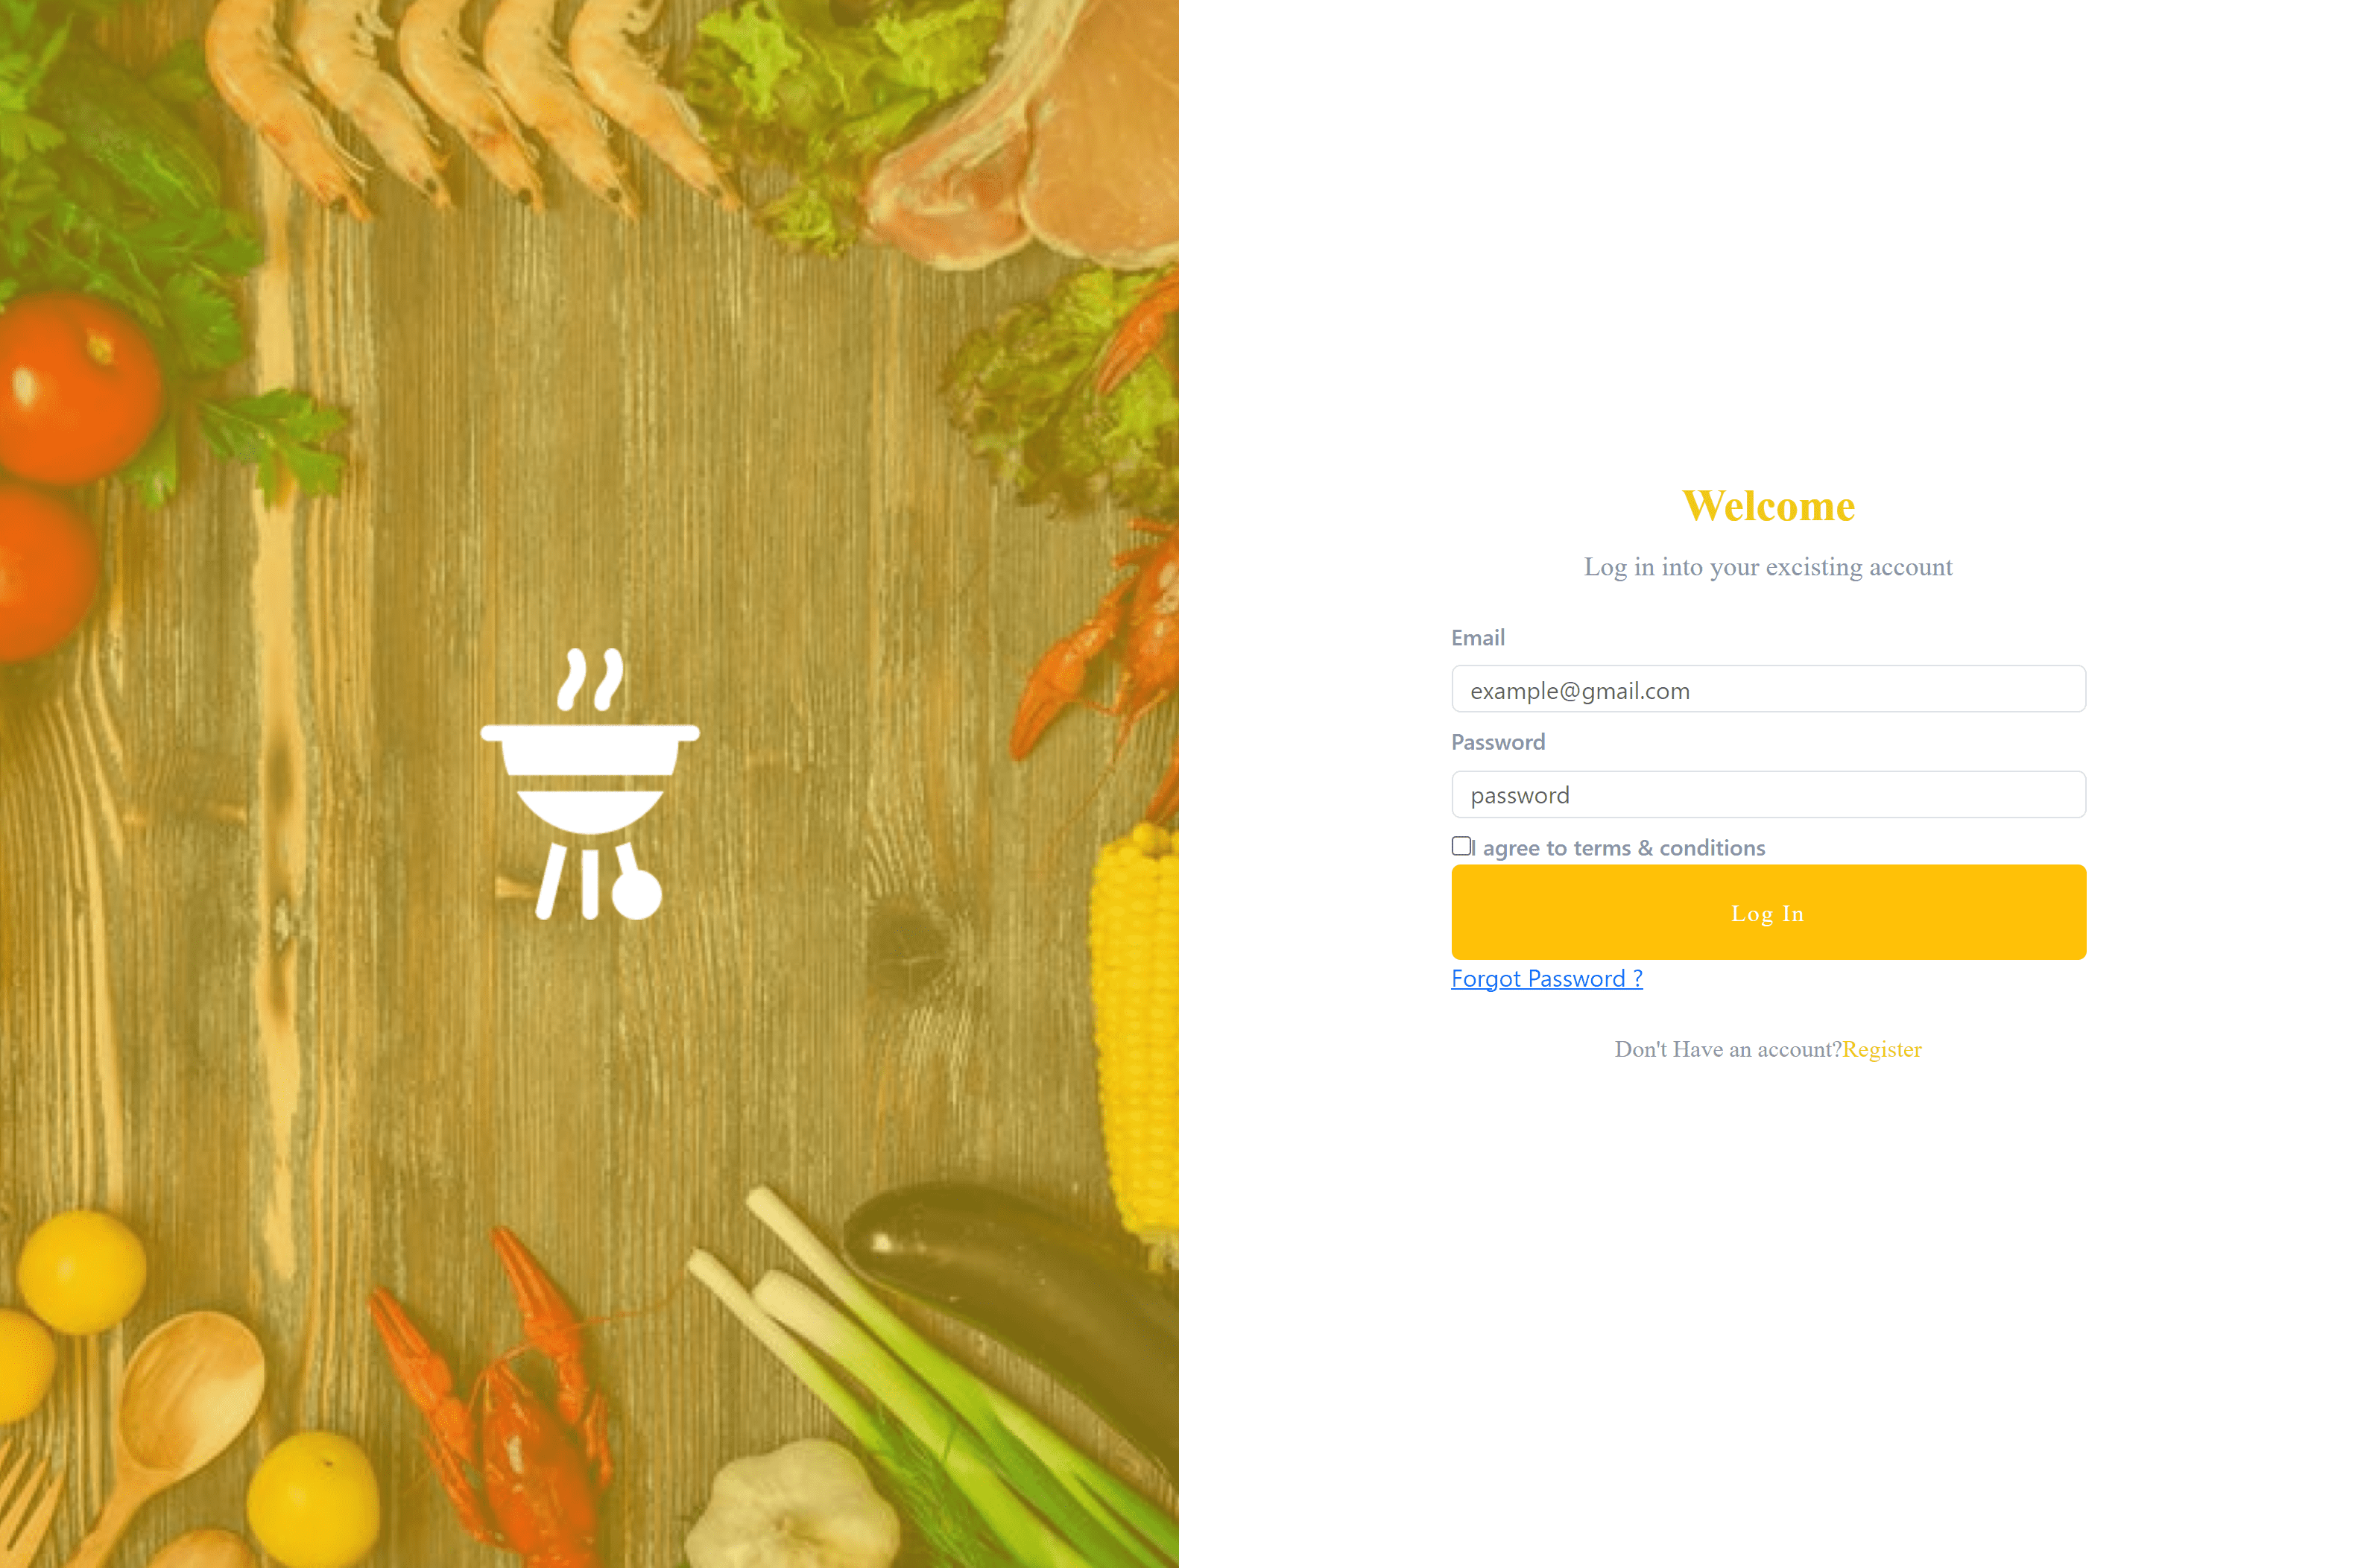 Welcome
Log in into your excisting account
Email
example@gmail.com
Password
password
I agree to terms & conditions
Log In
Forgot Password ?
Don't Have an account?Register